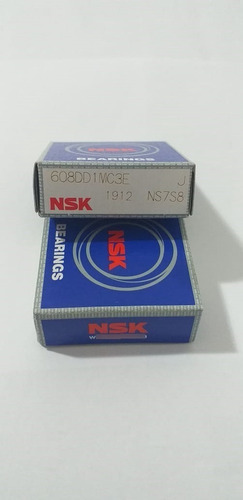 BEARINGS
608DD1MC3E J
NSK 1912 NS7S8
NSK
BEARINGS
NSK
W